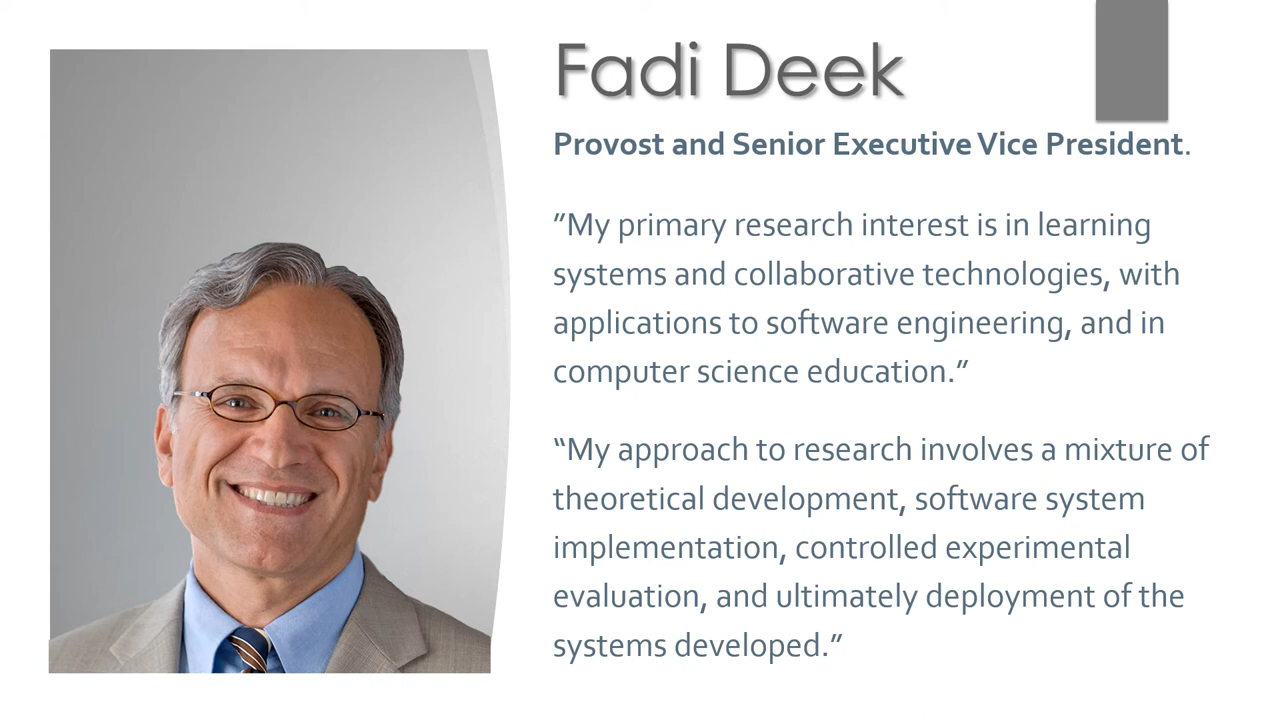 Fadi Deek
Provost and Senior Executive Vice President.
”My primary research interest is in learning
systems and collaborative technologies, with
applications to software engineering, and in
computer science education.”
“My approach to research involves a mixture of
theoretical development, software system
implementation, controlled experimental
evaluation, and ultimately deployment of the
systems developed.”